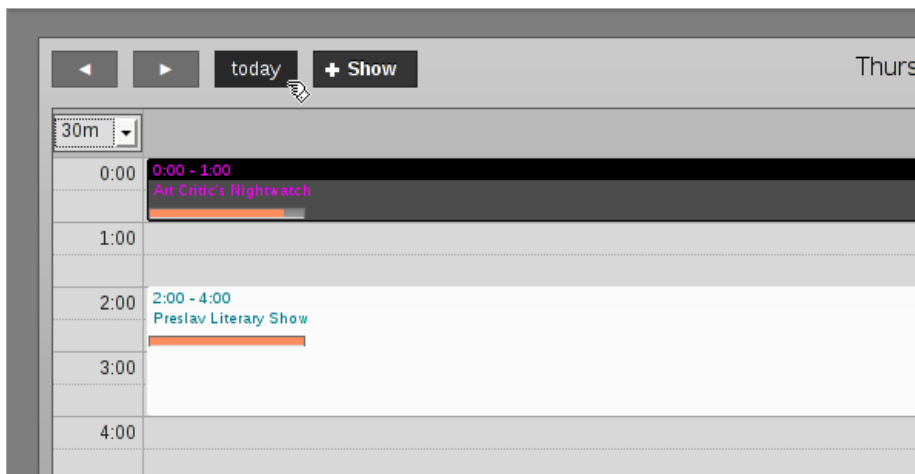 ◄ ► today + Show Thurs
30m
0:00 0:00 - 1:00
Art Critic's Nightwatch
1:00
2:00 2:00 - 4:00
Preslav Literary Show
3:00
4:00